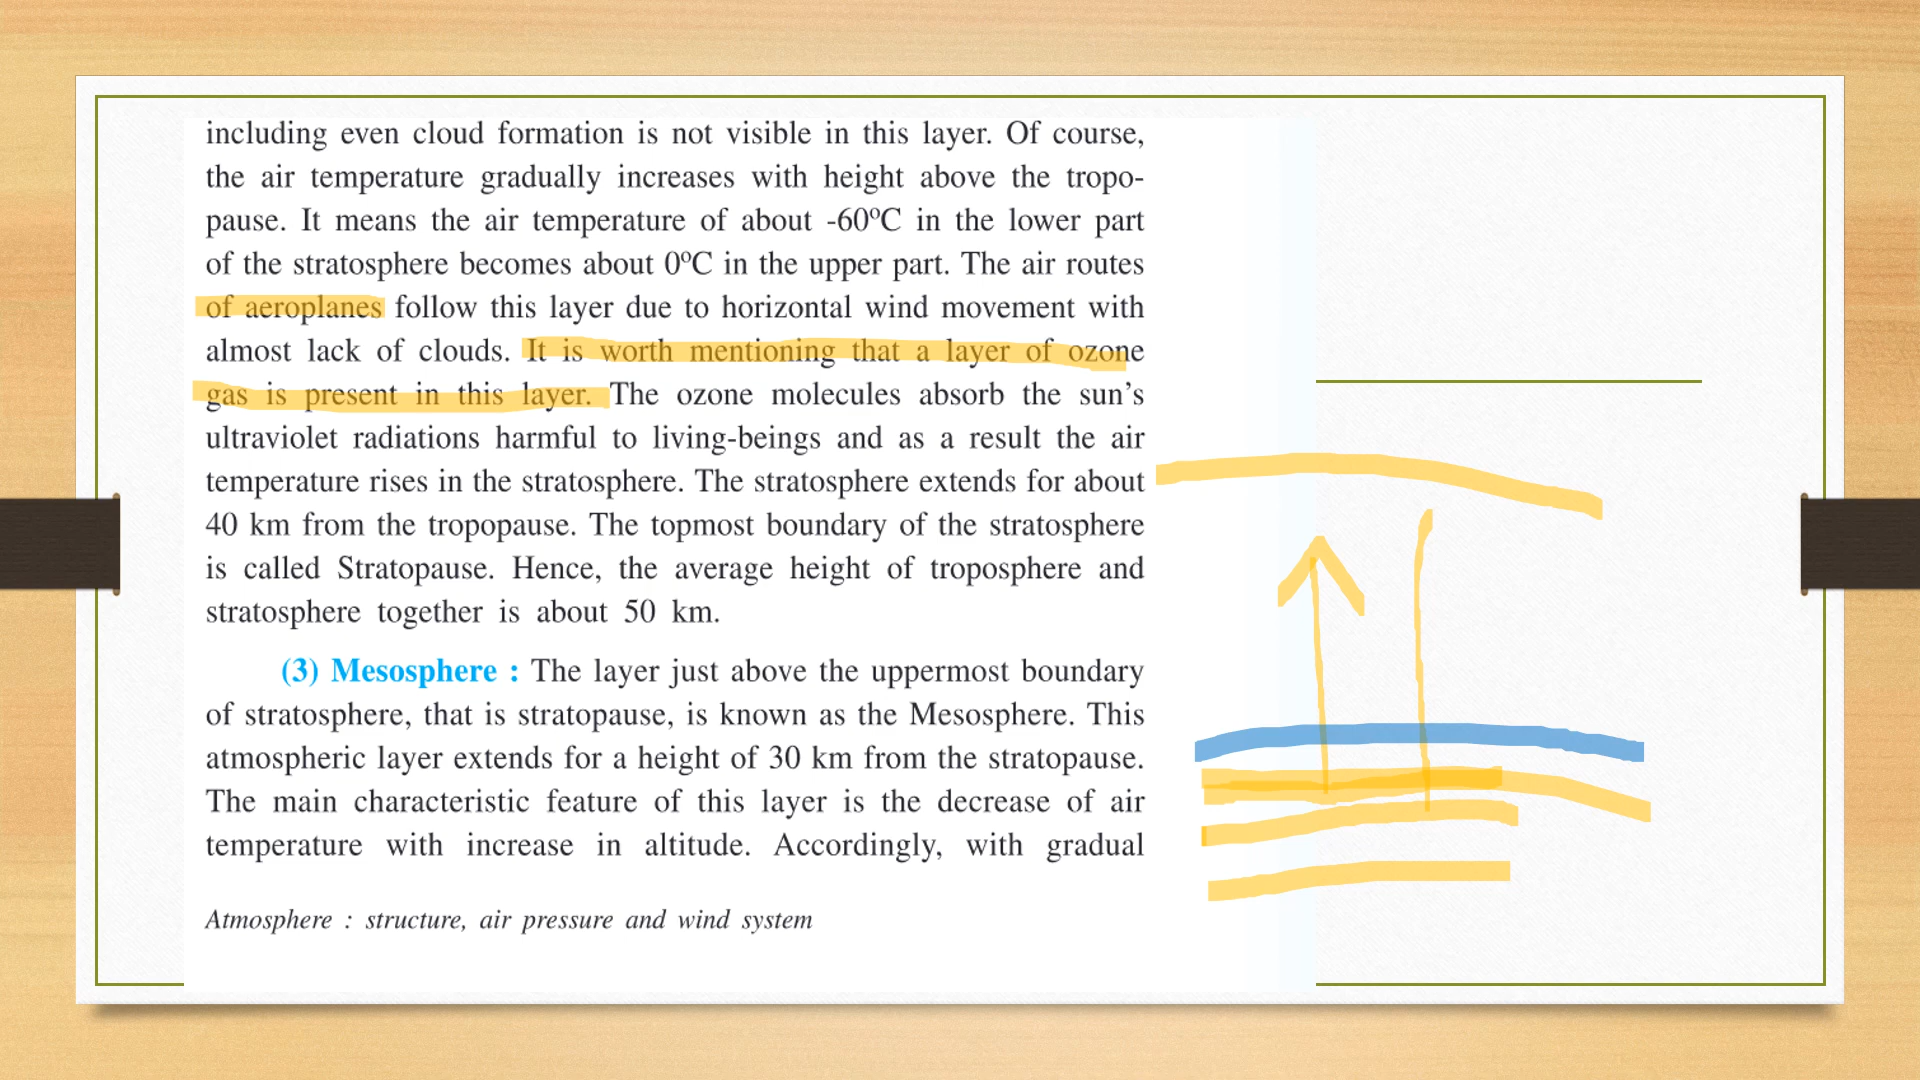 including even cloud formation is not visible in this layer. Of course,
the air temperature gradually increases with height above the tropo-
pause. It means the air temperature of about -60ºC in the lower part
of the stratosphere becomes about 0ºC in the upper part. The air routes
of aeroplanes follow this layer due to horizontal wind movement with
almost lack of clouds. It is worth mentioning that a layer of ozone
gas is present in this layer. The ozone molecules absorb the sun’s
ultraviolet radiations harmful to living-beings and as a result the air
temperature rises in the stratosphere. The stratosphere extends for about
40 km from the tropopause. The topmost boundary of the stratosphere
is called Stratopause. Hence, the average height of troposphere and
stratosphere together is about 50 km.
(3) Mesosphere : The layer just above the uppermost boundary
of stratosphere, that is stratopause, is known as the Mesosphere. This
atmospheric layer extends for a height of 30 km from the stratopause.
The main characteristic feature of this layer is the decrease of air
temperature with increase in altitude. Accordingly, with gradual
Atmosphere : structure, air pressure and wind system